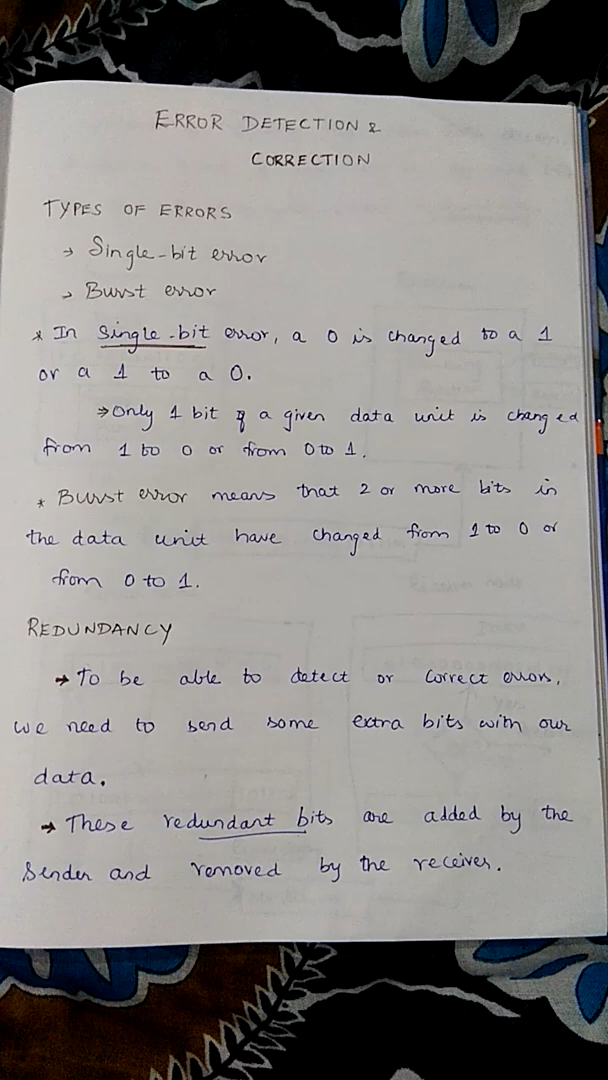 ERROR DETECTION &
CORRECTION
TYPES OF ERRORS
→ Single-bit error
→ Burst error
* In Single-bit error, a 0 is changed to a 1
or a 1 to a 0.
⇒ Only 1 bit of a given data unit is changed
from 1 to 0 or from 0 to 1.
* Burst error means that 2 or more bits in
the data unit have changed from 1 to 0 or
from 0 to 1.
REDUNDANCY
→ To be able to detect or correct errors,
we need to send some extra bits with our
data.
→ These redundant bits are added by the
Sender and removed by the receiver.